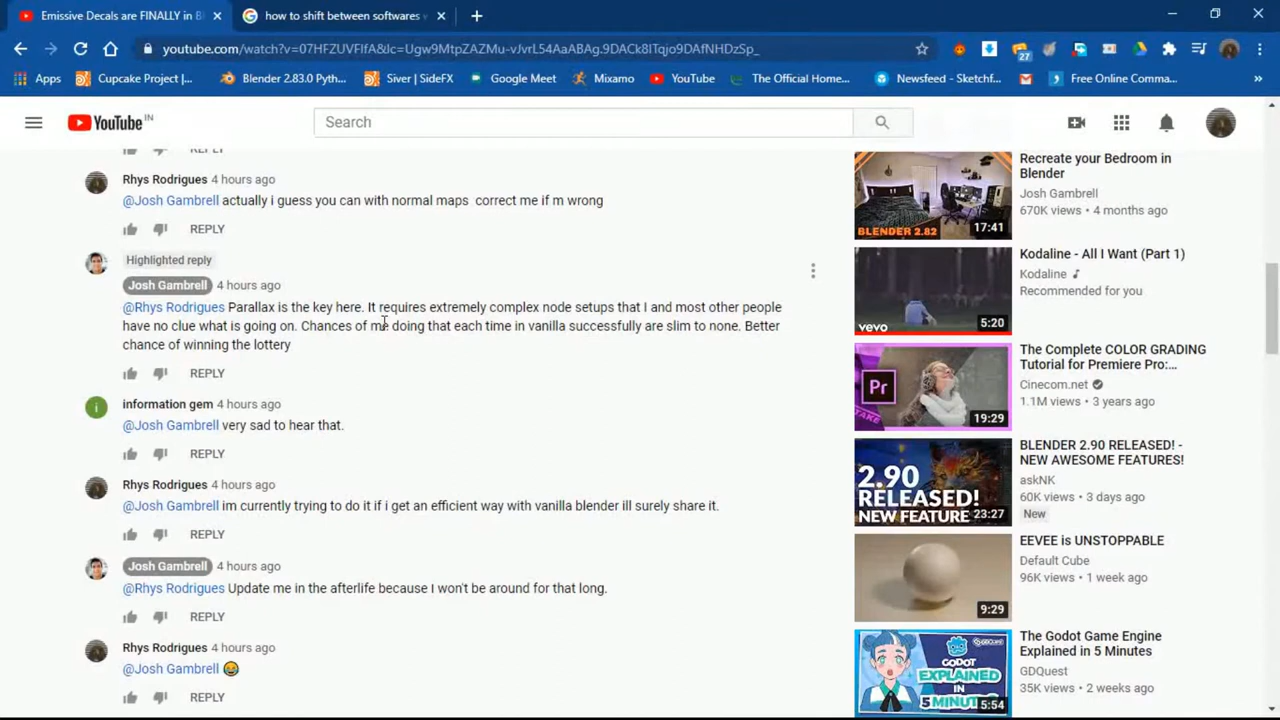 Emissive Decals are FINALLY in B
how to shift between softwares
youtube.com/watch?v=07HFZUVFIfA&lc=Ugw9MtpZAZMu-vJvrL54AaABAg.9DACk8ITqjo9DAfNHDzSp_
27
Apps
Cupcake Project |...
Blender 2.83.0 Pyth...
Siver | SideFX
Google Meet
Mixamo
YouTube
The Official Home...
Newsfeed - Sketchf...
Free Online Comma...
YouTube IN
Search
REPLY
Rhys Rodrigues 4 hours ago
@Josh Gambrell actually i guess you can with normal maps correct me if m wrong
REPLY
Highlighted reply
Josh Gambrell 4 hours ago
@Rhys Rodrigues Parallax is the key here. It requires extremely complex node setups that I and most other people
have no clue what is going on. Chances of me doing that each time in vanilla successfully are slim to none. Better
chance of winning the lottery
REPLY
i
information gem 4 hours ago
@Josh Gambrell very sad to hear that.
REPLY
Rhys Rodrigues 4 hours ago
@Josh Gambrell im currently trying to do it if i get an efficient way with vanilla blender ill surely share it.
REPLY
Josh Gambrell 4 hours ago
@Rhys Rodrigues Update me in the afterlife because I won't be around for that long.
REPLY
Rhys Rodrigues 4 hours ago
@Josh Gambrell 😂
REPLY
BLENDER 2.82
17:41
Recreate your Bedroom in
Blender
Josh Gambrell
670K views • 4 months ago
vevo
5:20
Kodaline - All I Want (Part 1)
Kodaline
Recommended for you
Pr
TAKE
19:29
The Complete COLOR GRADING
Tutorial for Premiere Pro:...
Cinecom.net
1.1M views • 3 years ago
2.90
RELEASED!
NEW FEATURE
23:27
BLENDER 2.90 RELEASED! -
NEW AWESOME FEATURES!
askNK
60K views • 3 days ago
New
9:29
EEVEE is UNSTOPPABLE
Default Cube
96K views • 1 week ago
GDQUEST
GODOT
EXPLAINED
IN
5 MINUT
5:54
The Godot Game Engine
Explained in 5 Minutes
GDQuest
35K views • 2 weeks ago